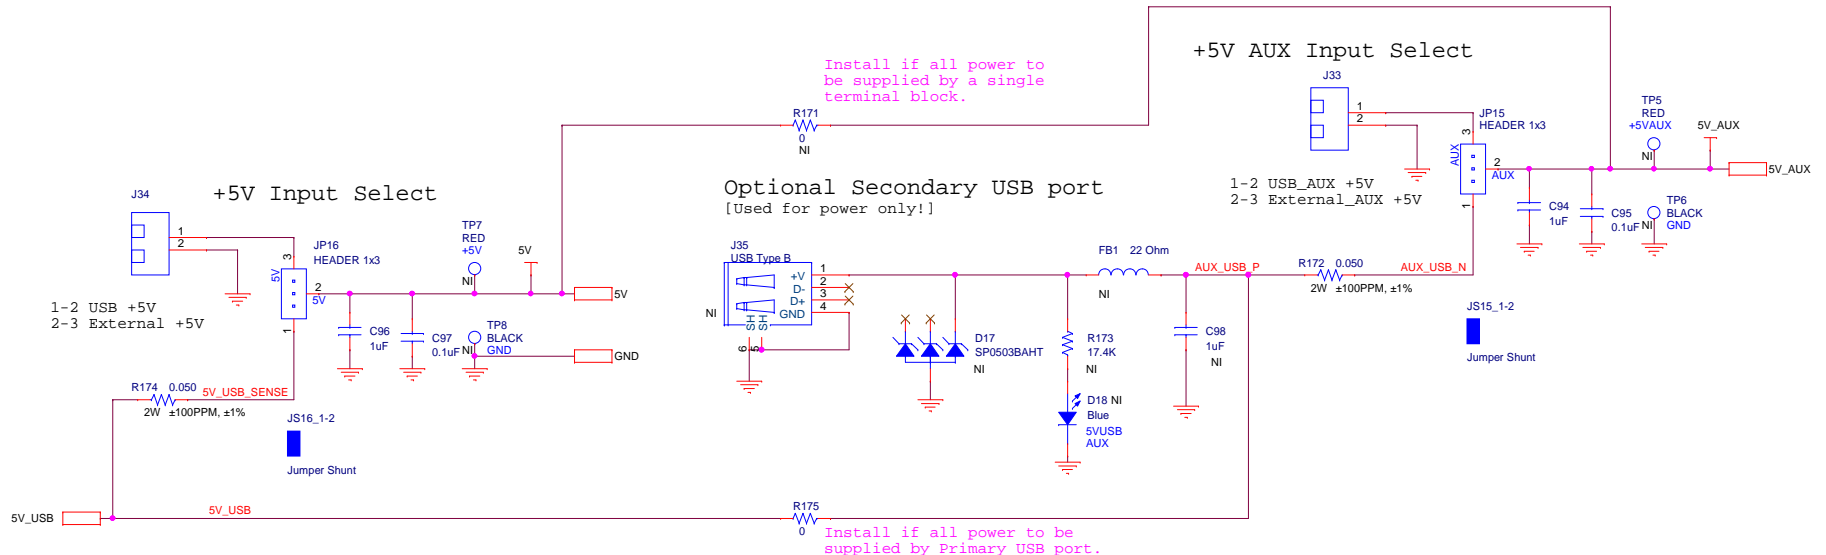 +5V AUX Input Select
Install if all power to
be supplied by a single
terminal block.
J33
1
2
R171
0
NI
JP15
HEADER 1x3
3
AUX
2
AUX
1
TP5
RED
+5VAUX
NI
5V_AUX
5V_AUX
1-2 USB_AUX +5V
2-3 External_AUX +5V
C94
1uF
C95
0.1uF
TP6
BLACK
GND
NI
+5V Input Select
J34
1
2
JP16
HEADER 1x3
3
5V
2
5V
1
TP7
RED
+5V
NI
5V
5V
1-2 USB +5V
2-3 External +5V
C96
1uF
C97
0.1uF
TP8
BLACK
GND
NI
GND
Optional Secondary USB port
[Used for power only!]
J35
USB Type B
+V
D-
D+
GND
1
2
3
4
SH
SH
6
5
NI
D17
SP0503BAHT
NI
FB1 22 Ohm
NI
R173
17.4K
NI
D18 NI
Blue
5VUSB
AUX
C98
1uF
NI
AUX_USB_P
R172 0.050
2W ±100PPM, ±1%
AUX_USB_N
JS15_1-2
Jumper Shunt
R174 0.050
2W ±100PPM, ±1%
5V_USB_SENSE
JS16_1-2
Jumper Shunt
5V_USB
5V_USB
R175
0
Install if all power to be
supplied by Primary USB port.